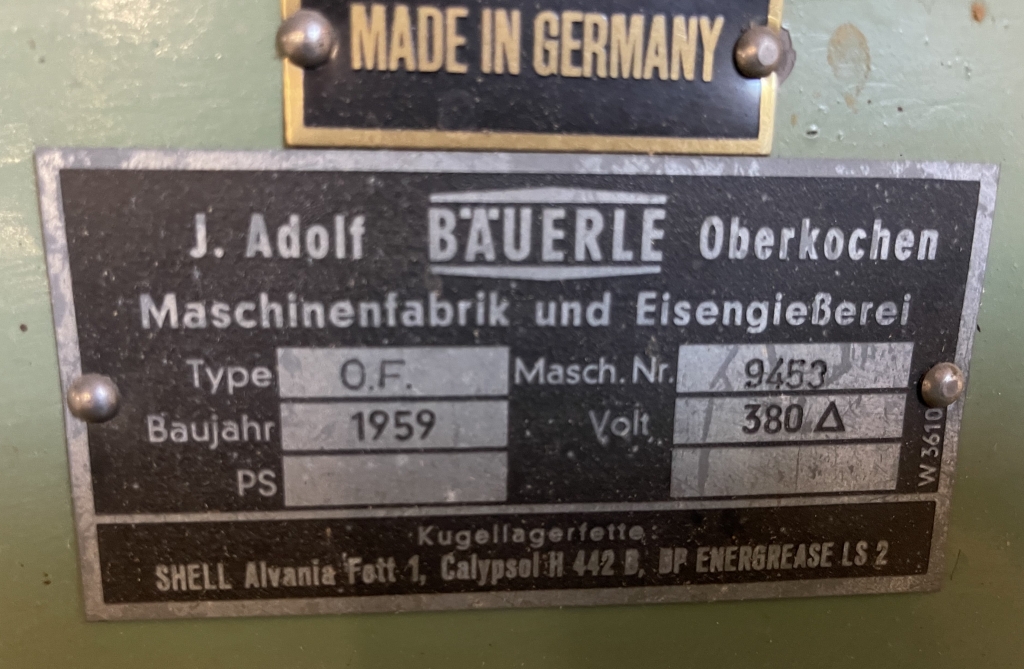 MADE IN GERMANY
J. Adolf BÄUERLE Oberkochen
Maschinenfabrik und Eisengießerei
Type O.F. Masch. Nr. 9453
Baujahr 1959 Volt 380 Δ
PS
W 3610
Kugellagerfette:
SHELL Alvania Fett 1, Calypsol H 442 B, BP ENERGREASE LS 2